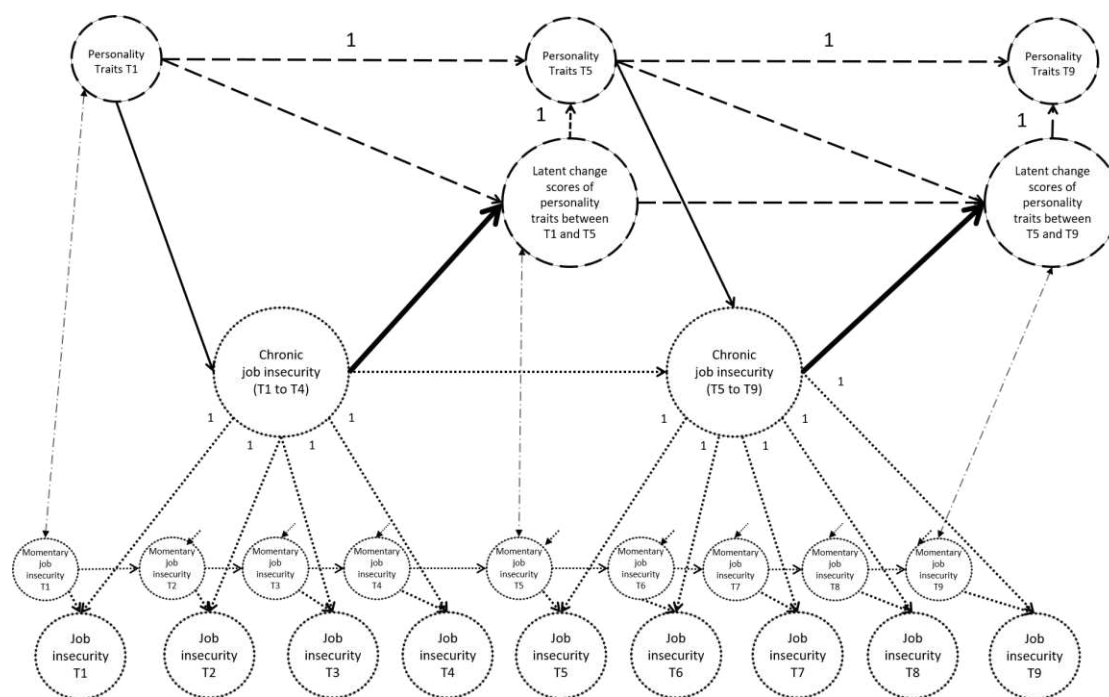 1
1
Personality
Traits T1
Personality
Traits T5
Personality
Traits T9
1
1
Latent change
scores of
personality
traits between
T1 and T5
Latent change
scores of
personality
traits between
T5 and T9
Chronic
job insecurity
(T1 to T4)
Chronic
job insecurity
(T5 to T9)
1
1
1
1
1
1
1
1
1
Momentary
job
insecurity
T1
Momentary
job
insecurity
T2
Momentary
job
insecurity
T3
Momentary
job
insecurity
T4
Momentary
job
insecurity
T5
Momentary
job
insecurity
T6
Momentary
job
insecurity
T7
Momentary
job
insecurity
T8
Momentary
job
insecurity
T9
Job
insecurity
T1
Job
insecurity
T2
Job
insecurity
T3
Job
insecurity
T4
Job
insecurity
T5
Job
insecurity
T6
Job
insecurity
T7
Job
insecurity
T8
Job
insecurity
T9